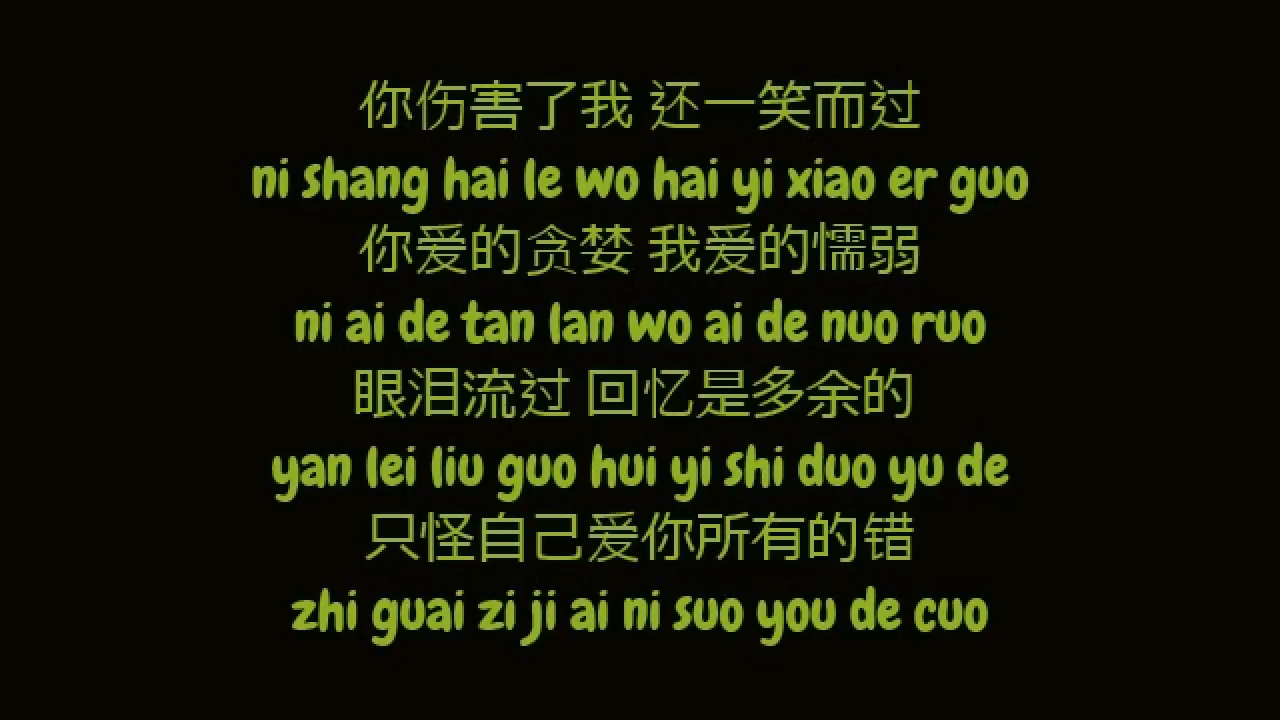 你伤害了我 还一笑而过
ni shang hai le wo hai yi xiao er guo
你爱的贪婪 我爱的懦弱
ni ai de tan lan wo ai de nuo ruo
眼泪流过 回忆是多余的
yan lei liu guo hui yi shi duo yu de
只怪自己爱你所有的错
zhi guai zi ji ai ni suo you de cuo